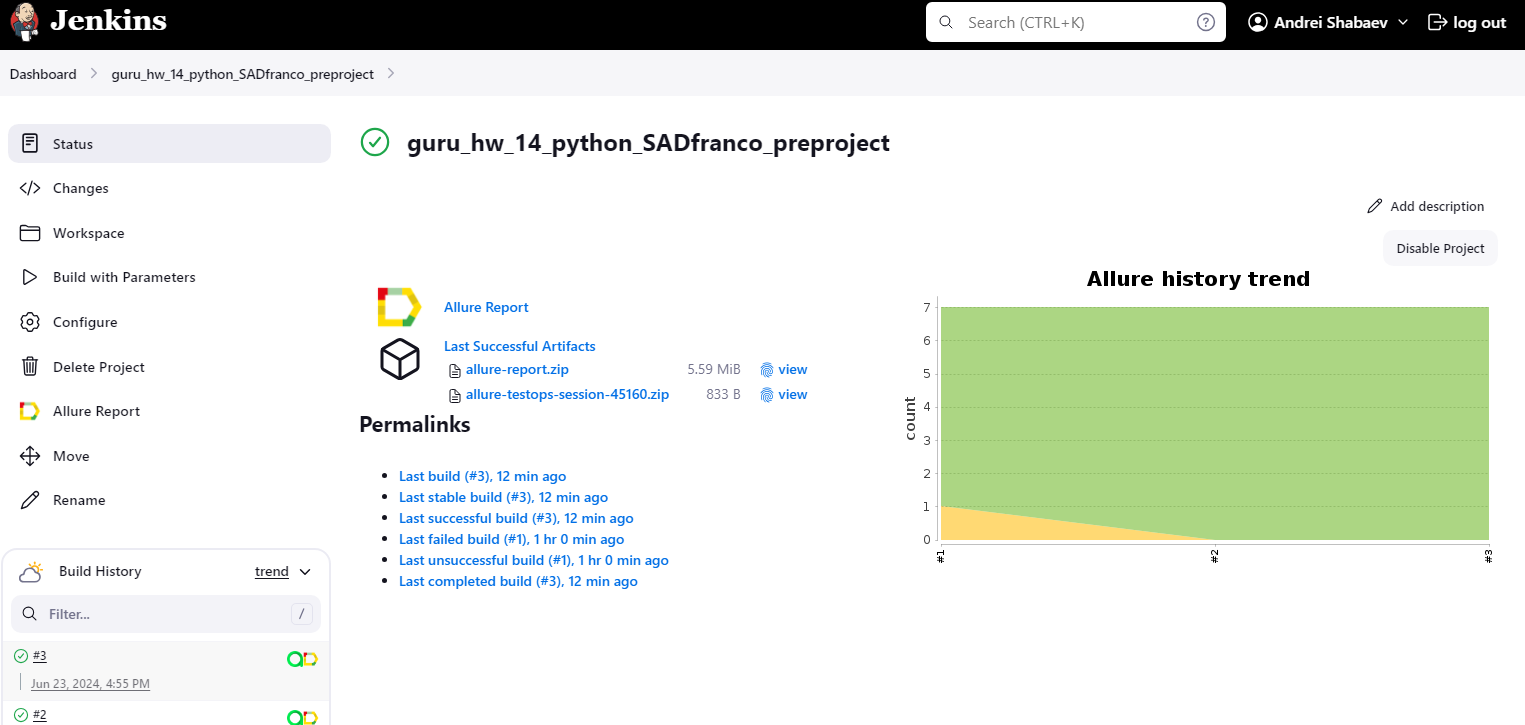 Jenkins
Search (CTRL+K)
?
Andrei Shabaev
log out
Dashboard
guru_hw_14_python_SADfranco_preproject
Status
Changes
Workspace
Build with Parameters
Configure
Delete Project
Allure Report
Move
Rename
Build History
trend
Filter...
/
#3
Jun 23, 2024, 4:55 PM
#2
guru_hw_14_python_SADfranco_preproject
Add description
Disable Project
Allure Report
Last Successful Artifacts
allure-report.zip 5.59 MiB view
allure-testops-session-45160.zip 833 B view
Permalinks
Last build (#3), 12 min ago
Last stable build (#3), 12 min ago
Last successful build (#3), 12 min ago
Last failed build (#1), 1 hr 0 min ago
Last unsuccessful build (#1), 1 hr 0 min ago
Last completed build (#3), 12 min ago
Allure history trend
count
7
6
5
4
3
2
1
0
#1
#2
#3